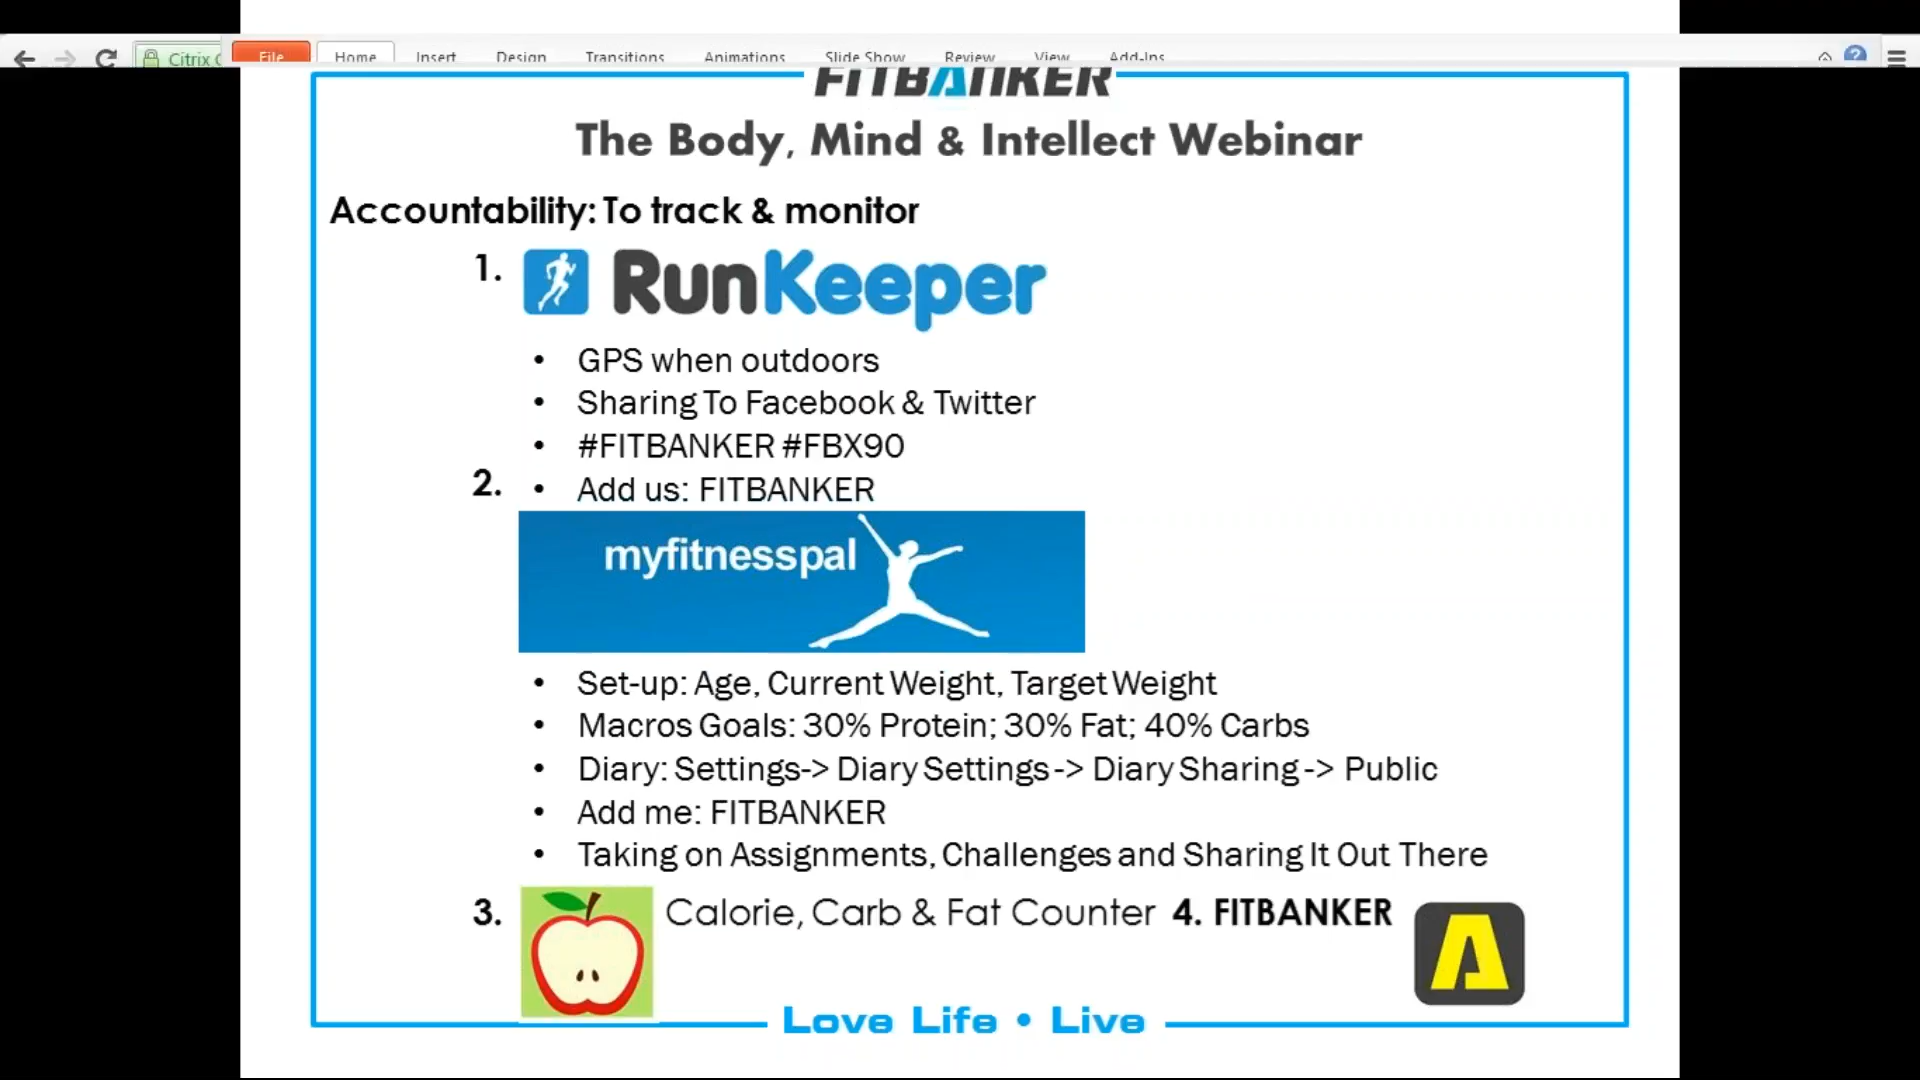 Citrix
File Home Insert Design Transitions Animations Slide Show Review View Add-Ins
FITBANKER
The Body, Mind & Intellect Webinar
Accountability: To track & monitor
1. RunKeeper
• GPS when outdoors
• Sharing To Facebook & Twitter
• #FITBANKER #FBX90
2. • Add us: FITBANKER
myfitnesspal
• Set-up: Age, Current Weight, Target Weight
• Macros Goals: 30% Protein; 30% Fat; 40% Carbs
• Diary: Settings-> Diary Settings -> Diary Sharing -> Public
• Add me: FITBANKER
• Taking on Assignments, Challenges and Sharing It Out There
3. Calorie, Carb & Fat Counter 4. FITBANKER
A
Love Life • Live